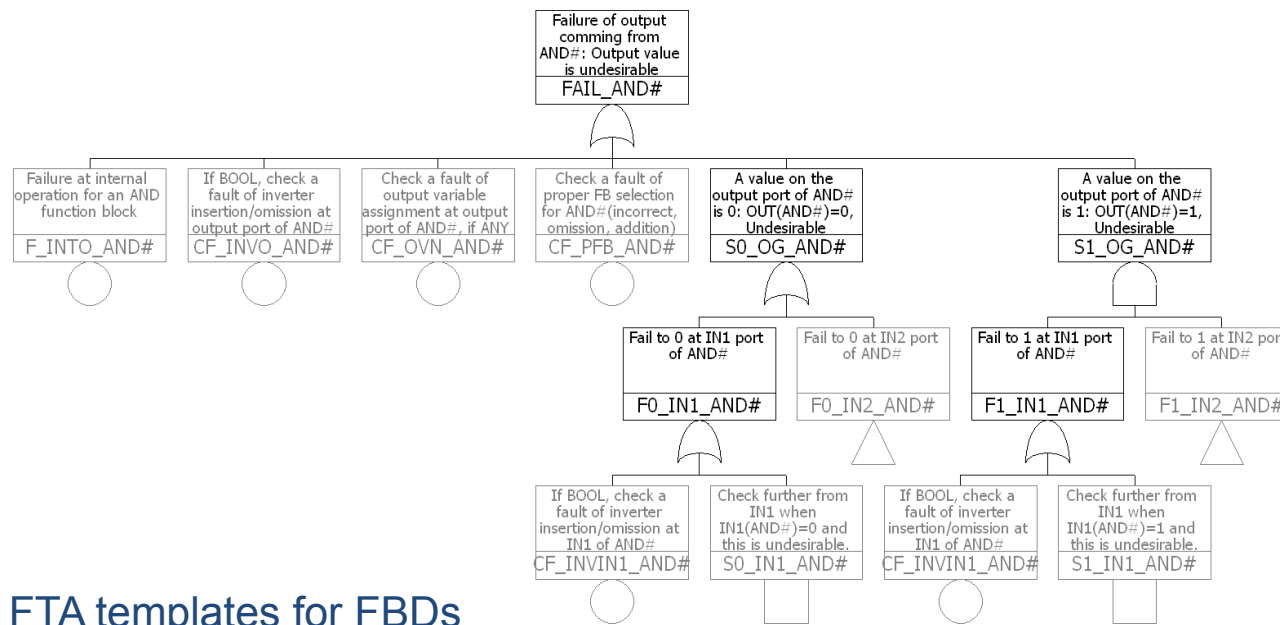 Failure of output
comming from
AND#: Output value
is undesirable
FAIL_AND#
Failure at internal
operation for an AND
function block
F_INTO_AND#
If BOOL, check a
fault of inverter
insertion/omission at
output port of AND#
CF_INVO_AND#
Check a fault of
output variable
assignment at output
port of AND#, if ANY
CF_OVN_AND#
Check a fault of
proper FB selection
for AND#(incorrect,
omission, addition)
CF_PFB_AND#
A value on the
output port of AND#
is 0: OUT(AND#)=0,
Undesirable
S0_OG_AND#
A value on the
output port of AND#
is 1: OUT(AND#)=1,
Undesirable
S1_OG_AND#
Fail to 0 at IN1 port
of AND#
F0_IN1_AND#
Fail to 0 at IN2 port
of AND#
F0_IN2_AND#
Fail to 1 at IN1 port
of AND#
F1_IN1_AND#
Fail to 1 at IN2 port
of AND#
F1_IN2_AND#
If BOOL, check a
fault of inverter
insertion/omission at
IN1 of AND#
CF_INVIN1_AND#
Check further from
IN1 when
IN1(AND#)=0 and
this is undesirable.
S0_IN1_AND#
If BOOL, check a
fault of inverter
insertion/omission at
IN1 of AND#
CF_INVIN1_AND#
Check further from
IN1 when
IN1(AND#)=1 and
this is undesirable.
S1_IN1_AND#
FTA templates for FBDs